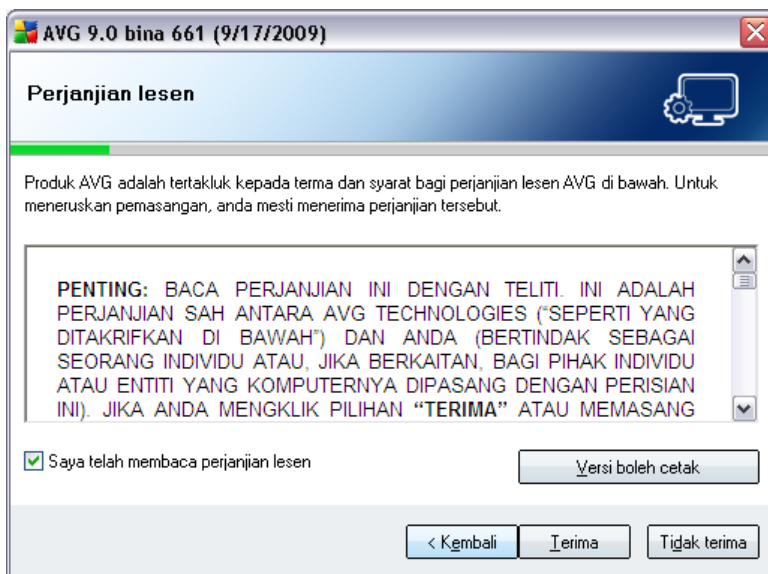 AVG 9.0 bina 661 (9/17/2009)
Perjanjian lesen
Produk AVG adalah tertakluk kepada terma dan syarat bagi perjanjian lesen AVG di bawah. Untuk
meneruskan pemasangan, anda mesti menerima perjanjian tersebut.
PENTING: BACA PERJANJIAN INI DENGAN TELITI. INI ADALAH
PERJANJIAN SAH ANTARA AVG TECHNOLOGIES (“SEPERTI YANG
DITAKRIFKAN DI BAWAH”) DAN ANDA (BERTINDAK SEBAGAI
SEORANG INDIVIDU ATAU, JIKA BERKAITAN, BAGI PIHAK INDIVIDU
ATAU ENTITI YANG KOMPUTERNYA DIPASANG DENGAN PERISIAN
INI). JIKA ANDA MENGKLIK PILIHAN “TERIMA” ATAU MEMASANG
Saya telah membaca perjanjian lesen
Versi boleh cetak
< Kembali
Terima
Tidak terima